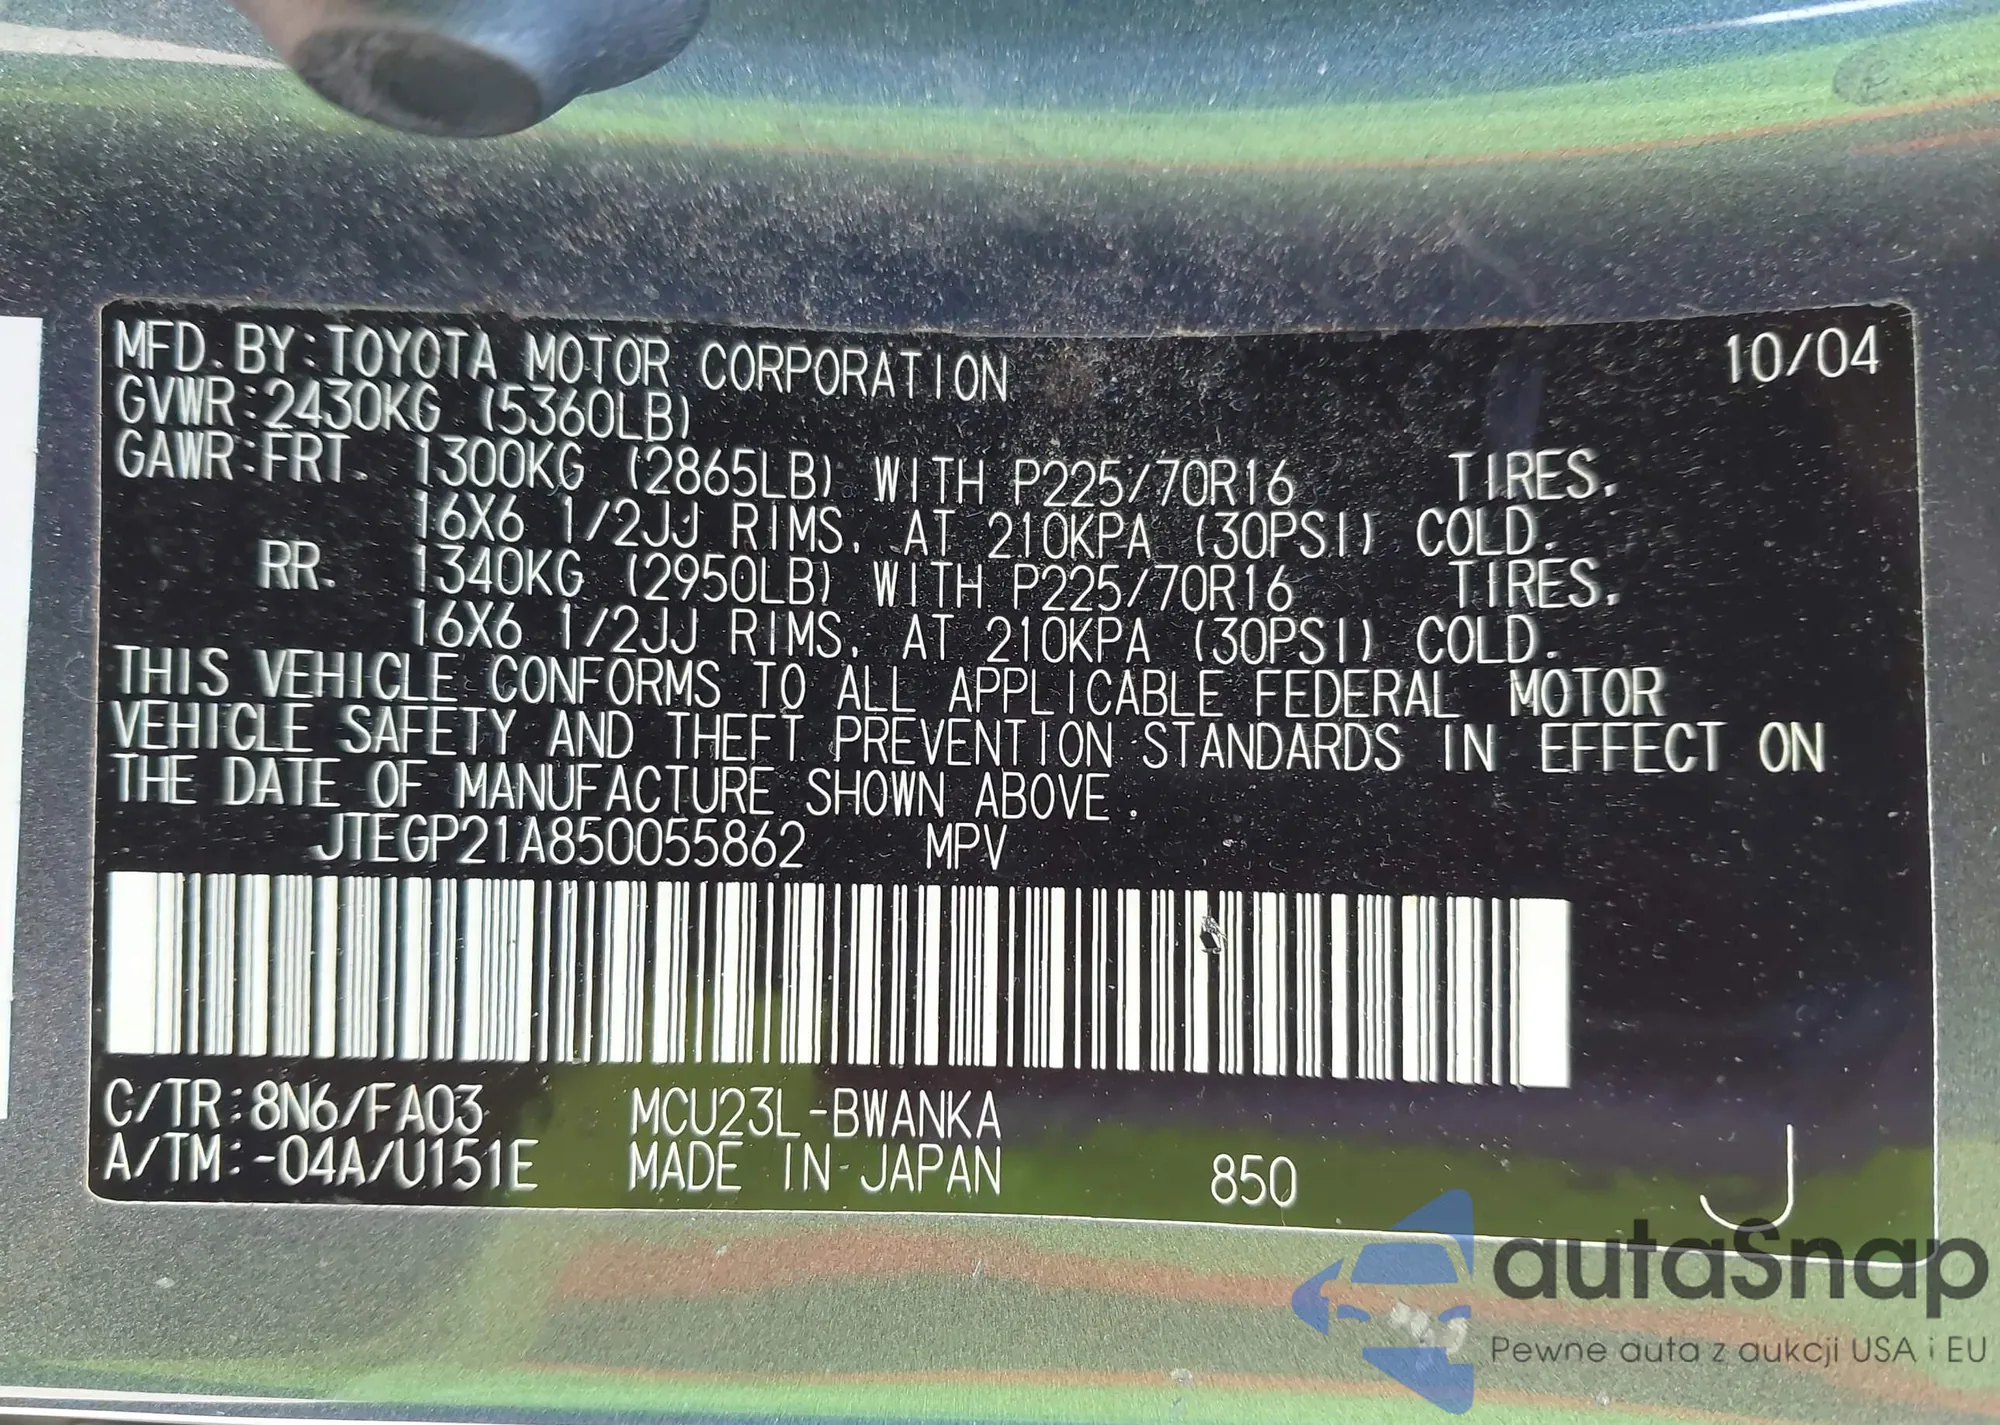 MFD. BY:TOYOTA MOTOR CORPORATION 10/04
GVWR:2430KG (5360LB)
GAWR:FRT. 1300KG (2865LB) WITH P225/70R16 TIRES.
16X6 1/2JJ RIMS, AT 210KPA (30PSI) COLD.
RR. 1340KG (2950LB) WITH P225/70R16 TIRES.
16X6 1/2JJ RIMS, AT 210KPA (30PSI) COLD.
THIS VEHICLE CONFORMS TO ALL APPLICABLE FEDERAL MOTOR
VEHICLE SAFETY AND THEFT PREVENTION STANDARDS IN EFFECT ON
THE DATE OF MANUFACTURE SHOWN ABOVE.
JTEGP21A850055862 MPV
C/TR:8N6/FA03 MCU23L-BWANKA
A/TM:-04A/U151E MADE IN JAPAN 850 J
autaSnap
Pewne auta z aukcji USA i EU